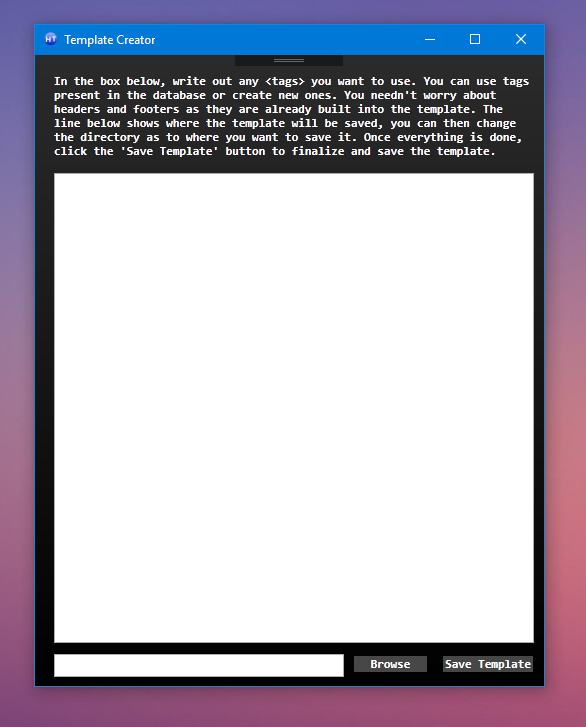 HT Template Creator
In the box below, write out any <tags> you want to use. You can use tags
present in the database or create new ones. You needn't worry about
headers and footers as they are already built into the template. The
line below shows where the template will be saved, you can then change
the directory as to where you want to save it. Once everything is done,
click the 'Save Template' button to finalize and save the template.
Browse Save Template